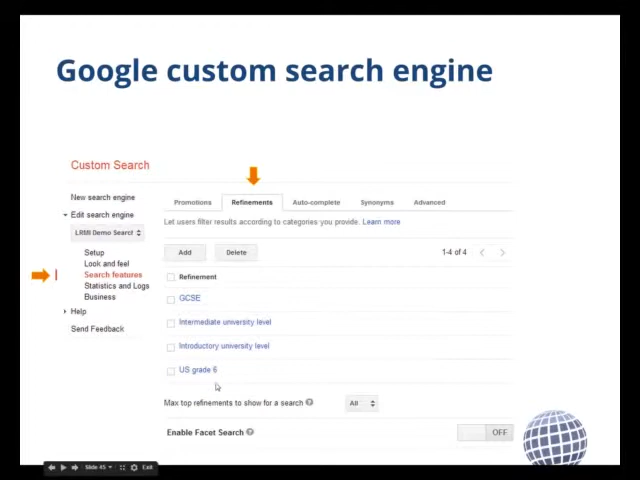 Google custom search engine
Custom Search
New search engine
Edit search engine
LRMI Demo Search
Setup
Look and feel
Search features
Statistics and Logs
Business
Help
Send Feedback
Promotions Refinements Auto-complete Synonyms Advanced
Let users filter results according to categories you provide. Learn more
Add Delete 1-4 of 4
Refinement
GCSE
Intermediate university level
Introductory university level
US grade 6
Max top refinements to show for a search ? All
Enable Facet Search ? OFF
Slide 45 Exit